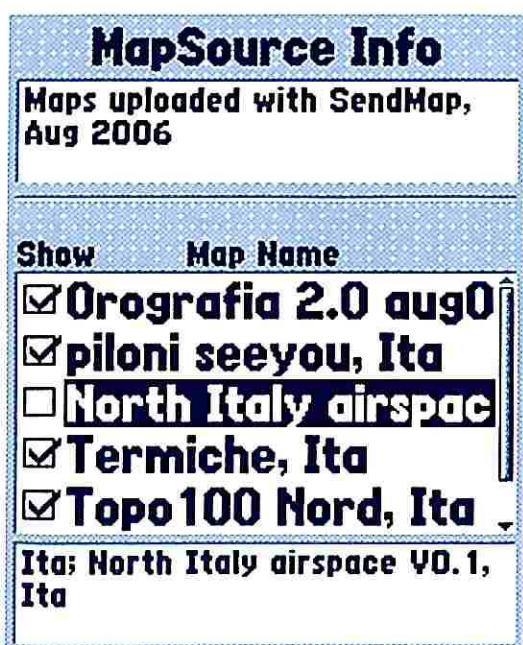 MapSource Info
Maps uploaded with SendMap,
Aug 2006
Show Map Name
Orografia 2.0 aug0
piloni seeyou, Ita
North Italy airspac
Termiche, Ita
Topo100 Nord, Ita
Ita; North Italy airspace V0.1,
Ita